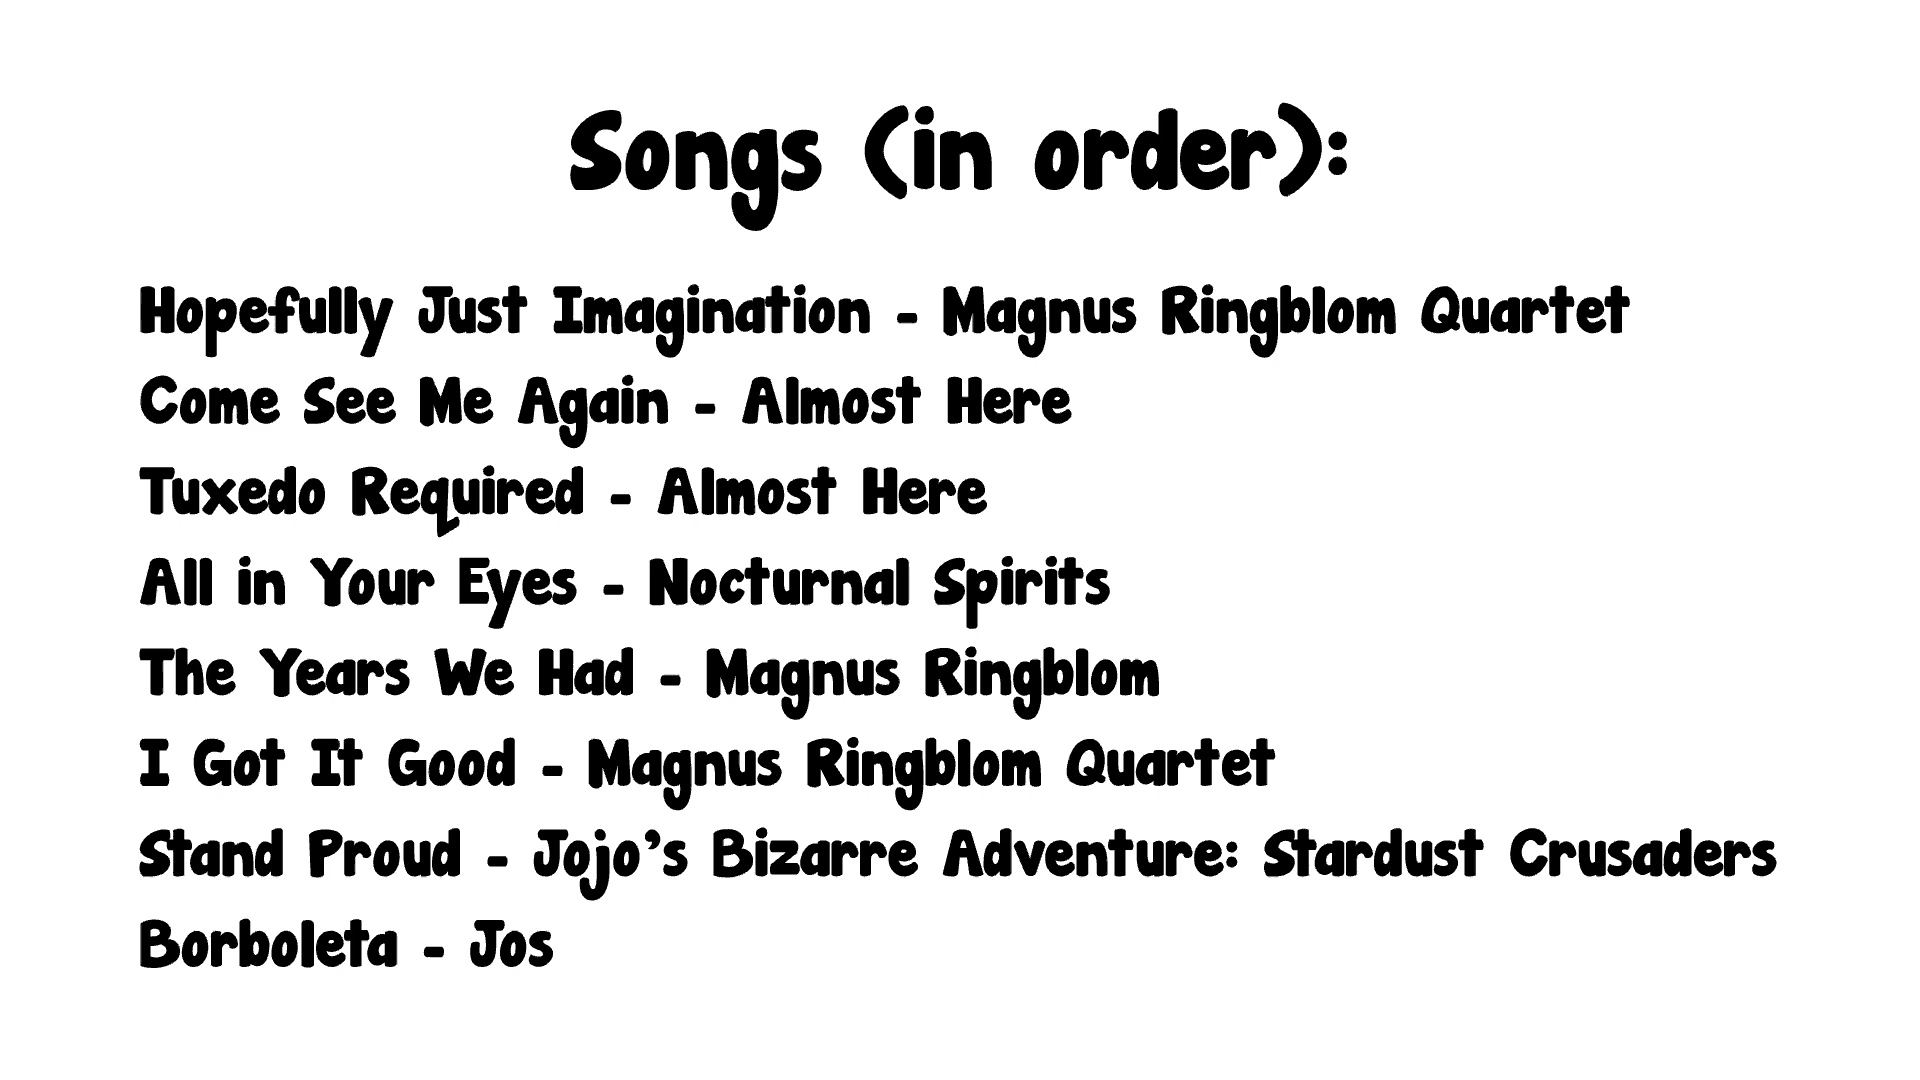 Songs (in order):
Hopefully Just Imagination - Magnus Ringblom Quartet
Come See Me Again - Almost Here
Tuxedo Required - Almost Here
All in Your Eyes - Nocturnal Spirits
The Years We Had - Magnus Ringblom
I Got It Good - Magnus Ringblom Quartet
Stand Proud - Jojo's Bizarre Adventure: Stardust Crusaders
Borboleta - Jos